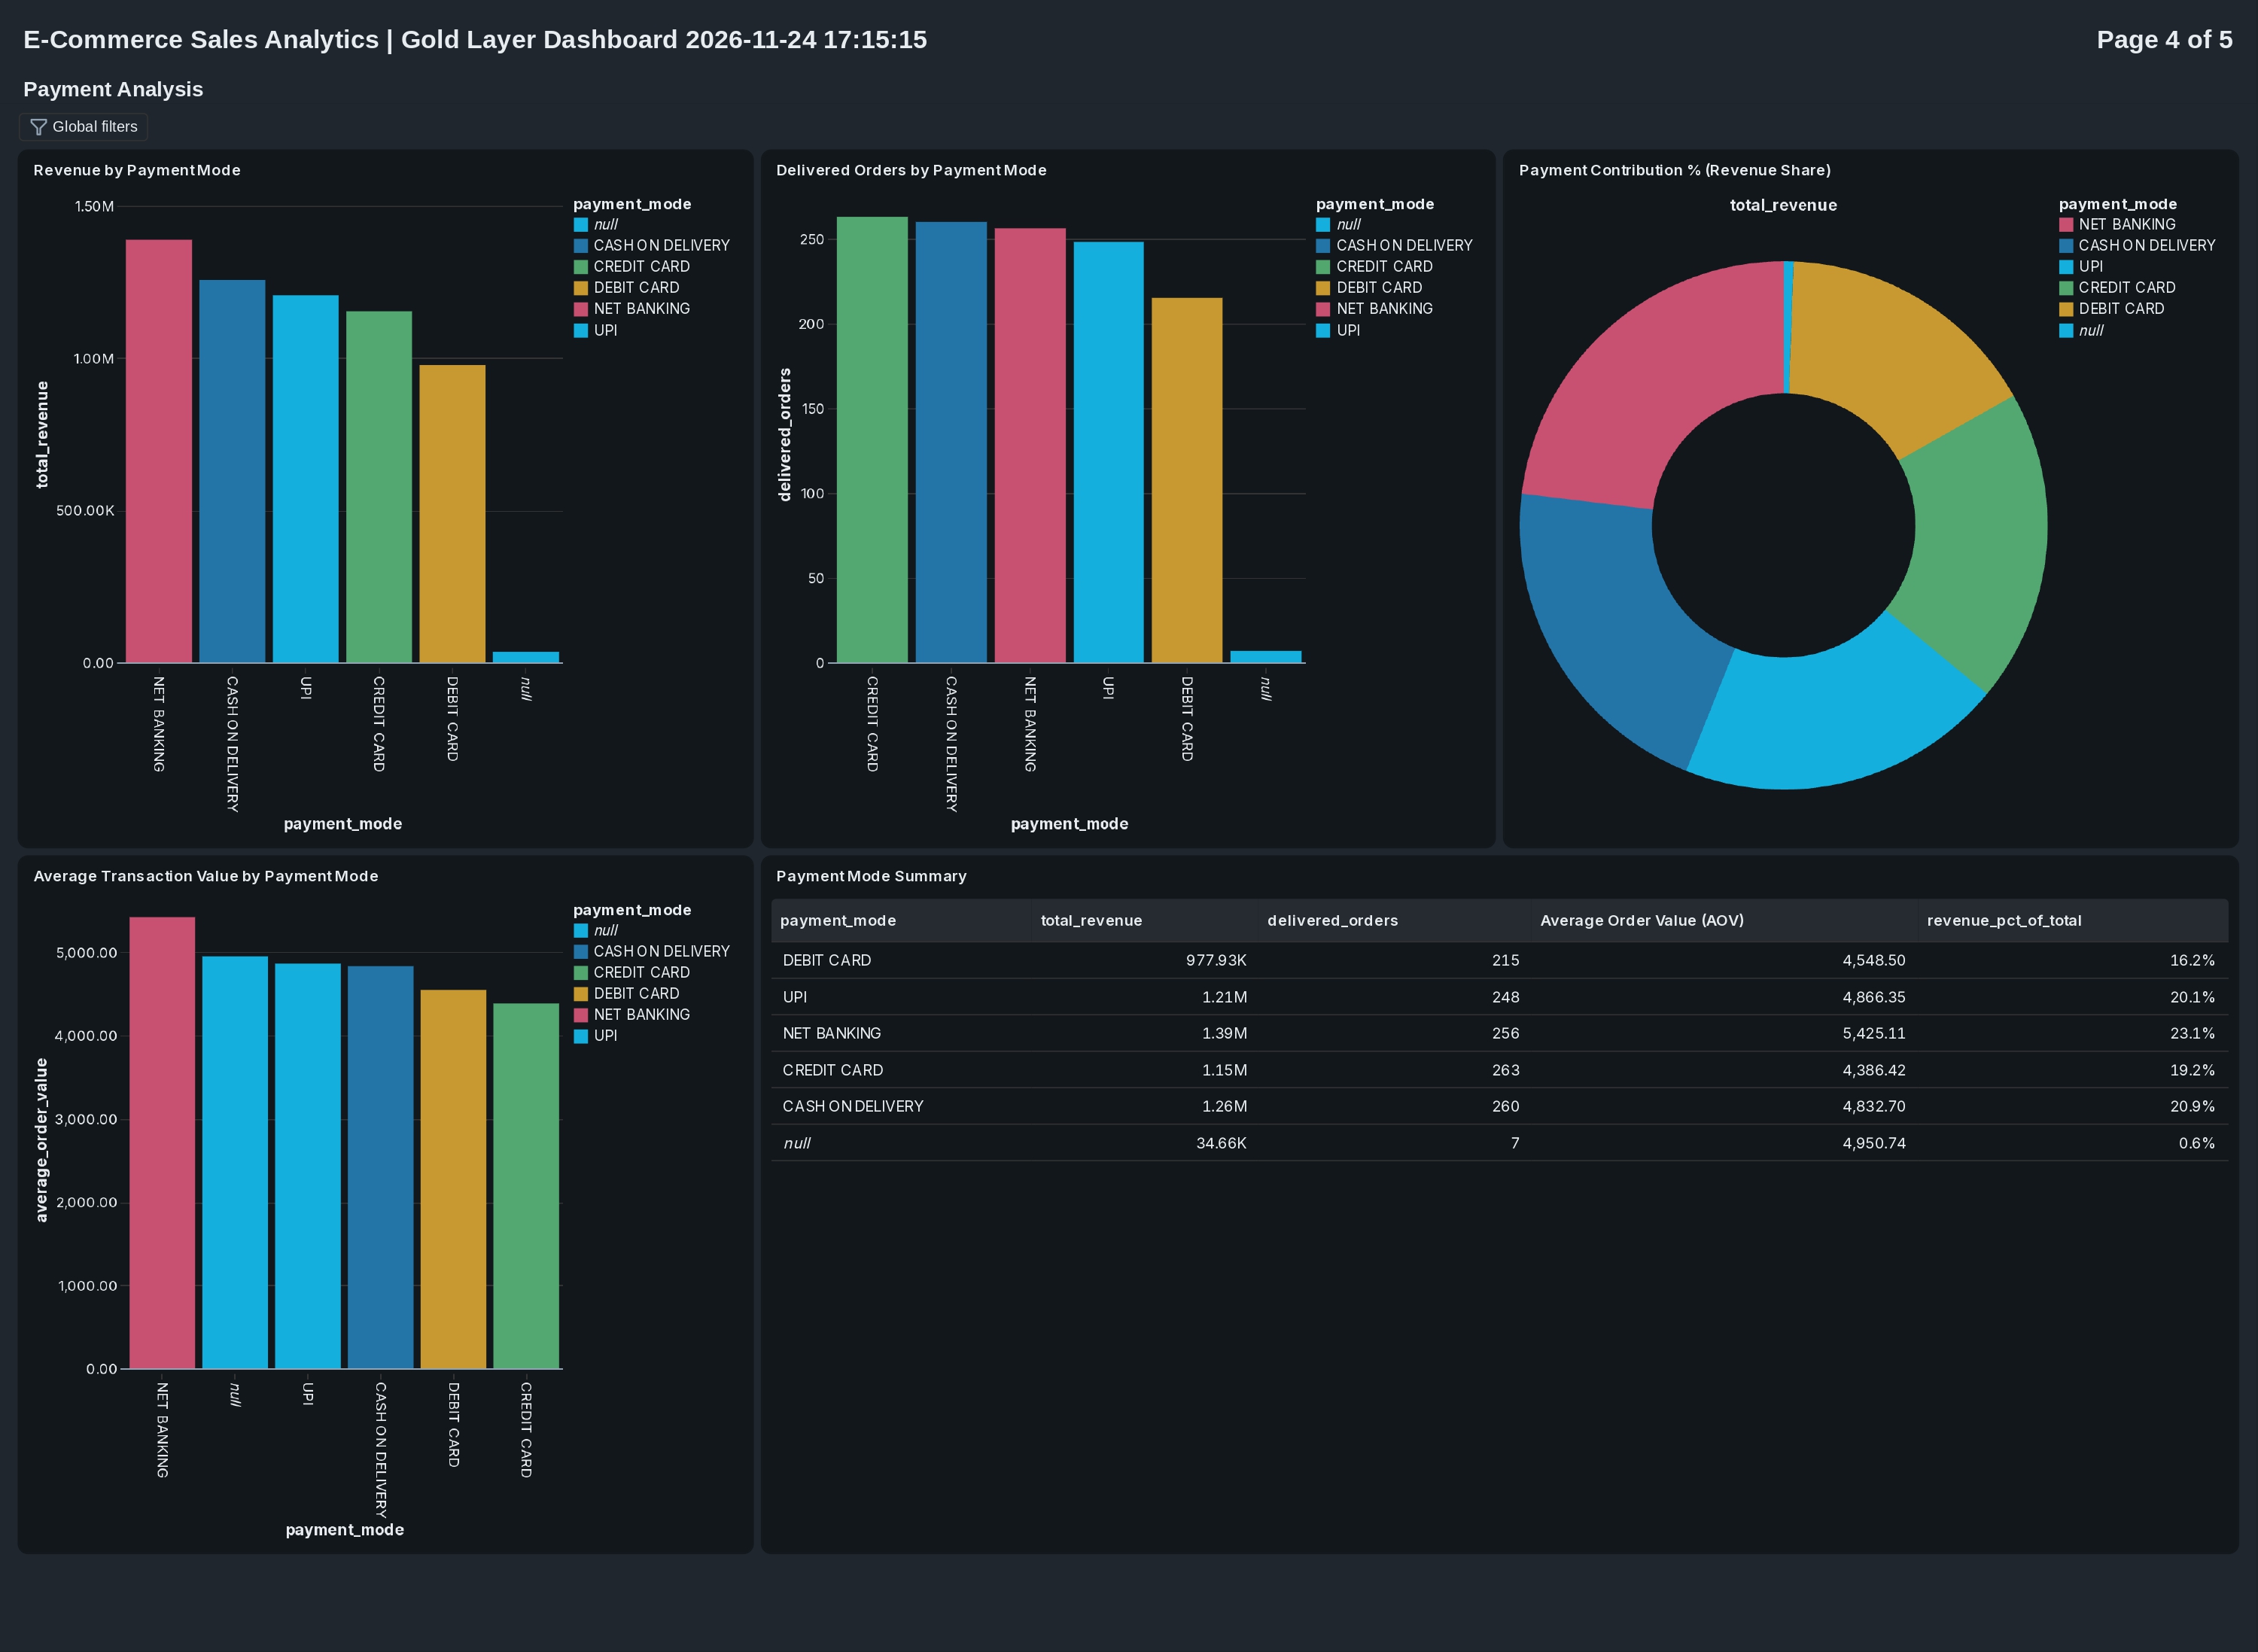 E-Commerce Sales Analytics | Gold Layer Dashboard 2026-11-24 17:15:15
Page 4 of 5
Payment Analysis
Global filters
Revenue by Payment Mode
1.50M
1.00M
500.00K
0.00
total_revenue
NET BANKING
CASH ON DELIVERY
UPI
CREDIT CARD
DEBIT CARD
null
payment_mode
payment_mode
null
CASH ON DELIVERY
CREDIT CARD
DEBIT CARD
NET BANKING
UPI
Delivered Orders by Payment Mode
250
200
150
100
50
0
delivered_orders
CREDIT CARD
CASH ON DELIVERY
NET BANKING
UPI
DEBIT CARD
null
payment_mode
payment_mode
null
CASH ON DELIVERY
CREDIT CARD
DEBIT CARD
NET BANKING
UPI
Payment Contribution % (Revenue Share)
total_revenue
payment_mode
NET BANKING
CASH ON DELIVERY
UPI
CREDIT CARD
DEBIT CARD
null
Average Transaction Value by Payment Mode
5,000.00
4,000.00
3,000.00
2,000.00
1,000.00
0.00
average_order_value
NET BANKING
null
UPI
CASH ON DELIVERY
DEBIT CARD
CREDIT CARD
payment_mode
payment_mode
null
CASH ON DELIVERY
CREDIT CARD
DEBIT CARD
NET BANKING
UPI
Payment Mode Summary
payment_mode total_revenue delivered_orders Average Order Value (AOV) revenue_pct_of_total
DEBIT CARD 977.93K 215 4,548.50 16.2%
UPI 1.21M 248 4,866.35 20.1%
NET BANKING 1.39M 256 5,425.11 23.1%
CREDIT CARD 1.15M 263 4,386.42 19.2%
CASH ON DELIVERY 1.26M 260 4,832.70 20.9%
null 34.66K 7 4,950.74 0.6%